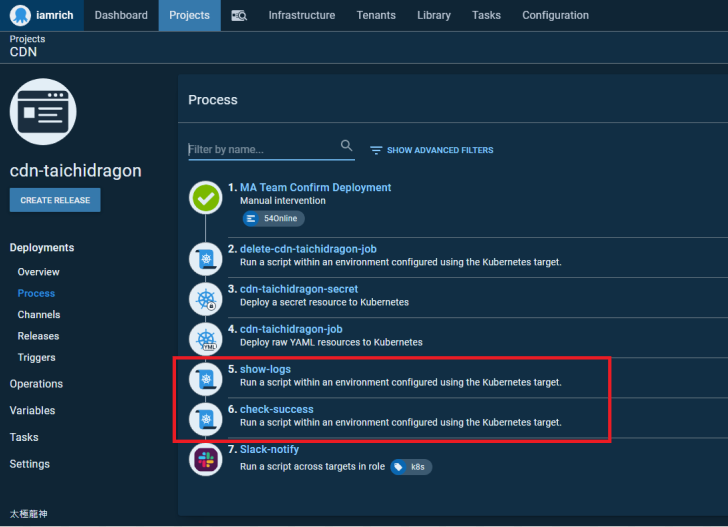 iamrich Dashboard Projects Infrastructure Tenants Library Tasks Configuration
Projects
CDN
cdn-taichidragon
CREATE RELEASE
Deployments
Overview
Process
Channels
Releases
Triggers
Operations
Variables
Tasks
Settings
太極龍神
Process
Filter by name...
SHOW ADVANCED FILTERS
1. MA Team Confirm Deployment
Manual intervention
54Online
2. delete-cdn-taichidragon-job
Run a script within an environment configured using the Kubernetes target.
3. cdn-taichidragon-secret
Deploy a secret resource to Kubernetes
4. cdn-taichidragon-job
Deploy raw YAML resources to Kubernetes
YAML
5. show-logs
Run a script within an environment configured using the Kubernetes target.
6. check-success
Run a script within an environment configured using the Kubernetes target.
7. Slack-notify
Run a script across targets in role k8s